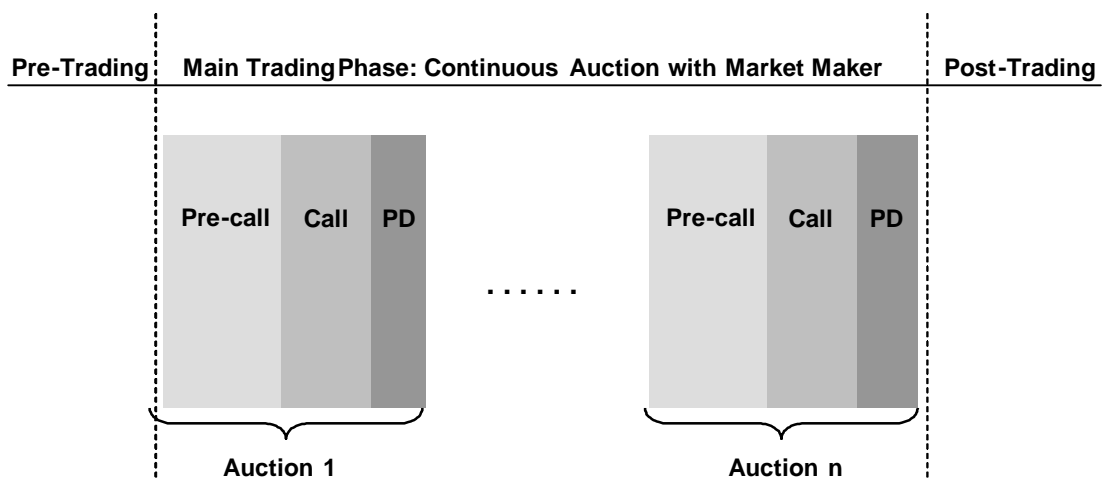 Pre-Trading Main Trading Phase: Continuous Auction with Market Maker Post-Trading
Pre-call Call PD Pre-call Call PD
......
Auction 1 Auction n